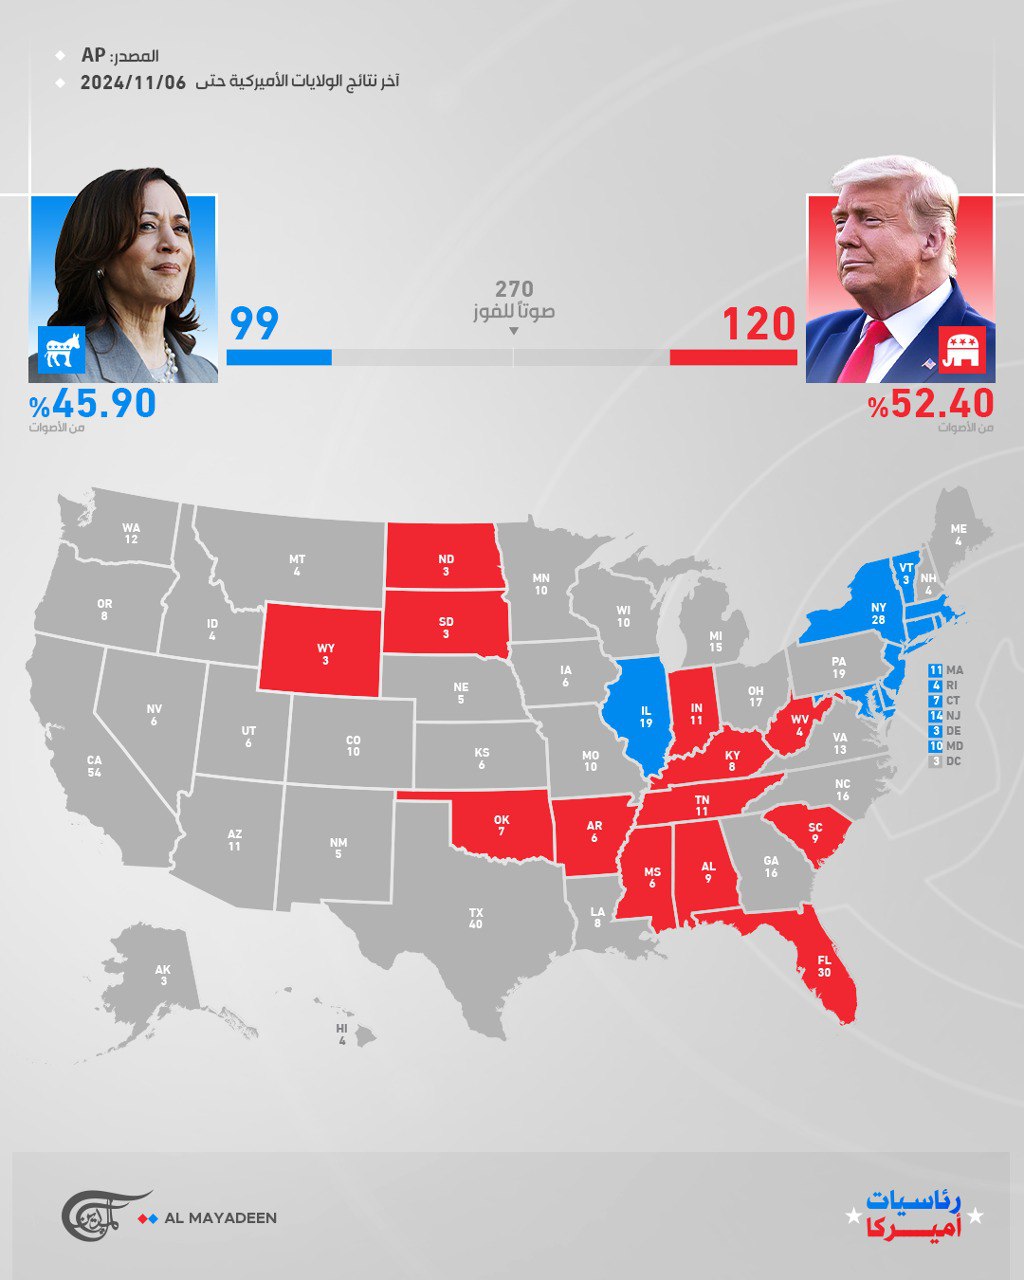 المصدر: AP
آخر نتائج الولايات الأميركية حتى 2024/11/06
99
270
صوتاً للفوز
120
%45.90
من الأصوات
%52.40
من الأصوات
WA
12
OR
8
CA
54
NV
6
ID
4
MT
4
WY
3
UT
6
AZ
11
CO
10
NM
5
ND
3
SD
3
NE
5
KS
6
OK
7
TX
40
MN
10
IA
6
MO
10
AR
6
LA
8
WI
10
IL
19
MI
15
IN
11
OH
17
KY
8
TN
11
MS
6
AL
9
GA
16
FL
30
SC
9
NC
16
VA
13
WV
4
PA
19
NY
28
VT
3
NH
4
ME
4
11 MA
4 RI
7 CT
14 NJ
3 DE
10 MD
3 DC
AK
3
HI
4
الميادين
AL MAYADEEN
رئاسيات
أميركا